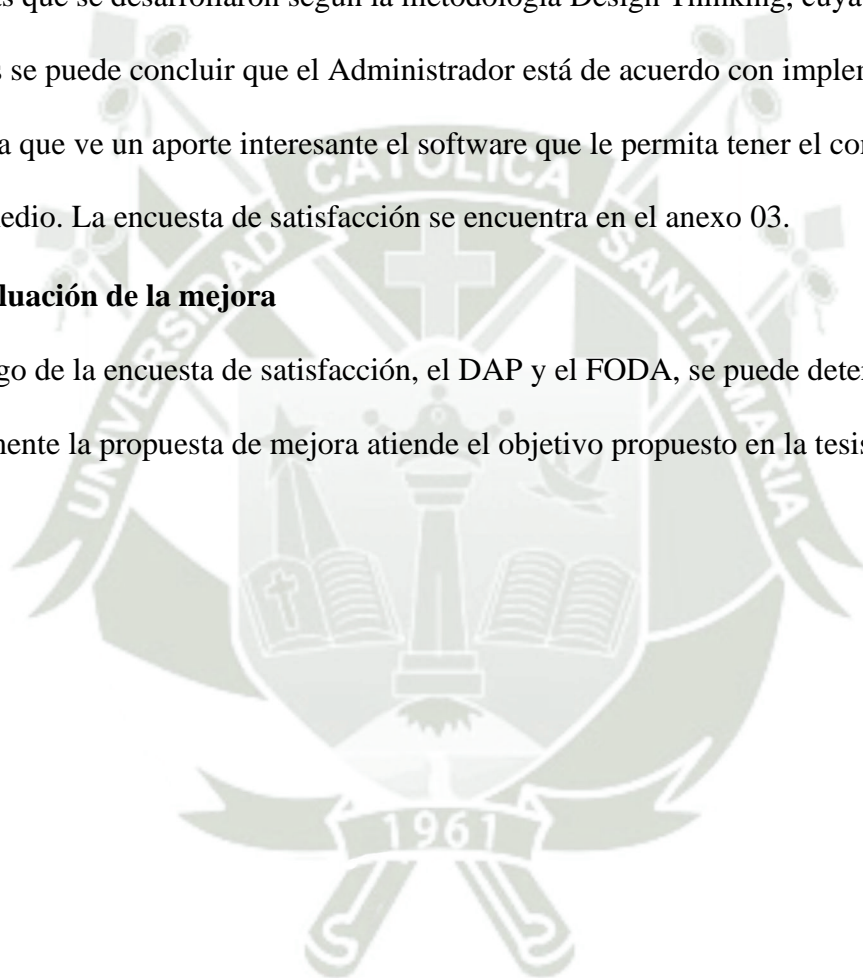 as que se desarrollaron según la metodología Design Thinking, cuya
s se puede concluir que el Administrador está de acuerdo con implem
a que ve un aporte interesante el software que le permita tener el co
edio. La encuesta de satisfacción se encuentra en el anexo 03.
luación de la mejora
go de la encuesta de satisfacción, el DAP y el FODA, se puede dete
mente la propuesta de mejora atiende el objetivo propuesto en la tesis
UNIVERSIDAD CATOLICA SANTA MARIA
1961